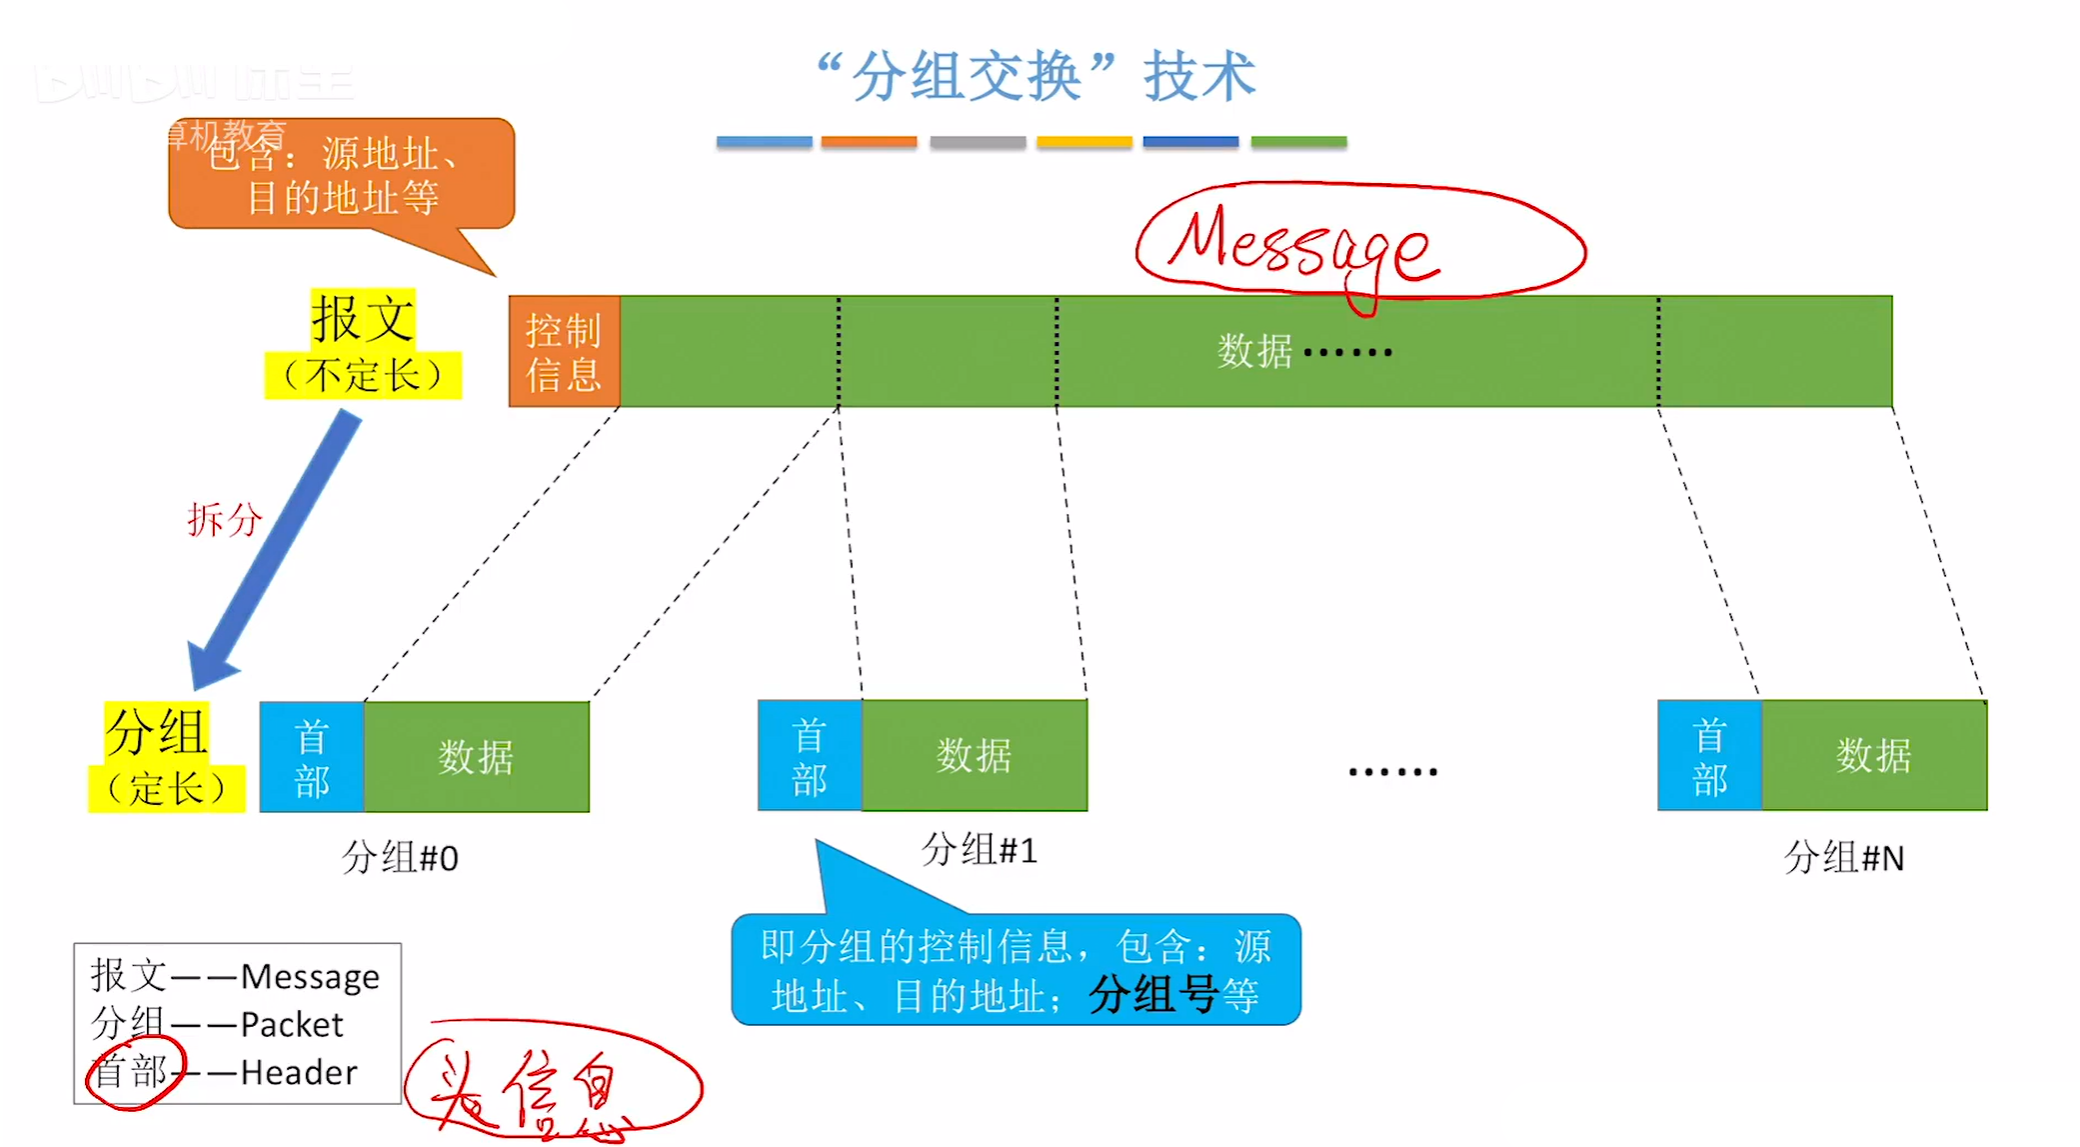 “分组交换”技术
算机教育
包含：源地址、
目的地址等
Message
报文
（不定长）
控制
信息
数据······
拆分
分组
（定长）
首
部
数据
首
部
数据
······
首
部
数据
分组#0
分组#1
分组#N
即分组的控制信息，包含：源
地址、目的地址；分组号等
报文——Message
分组——Packet
首部——Header
头信息